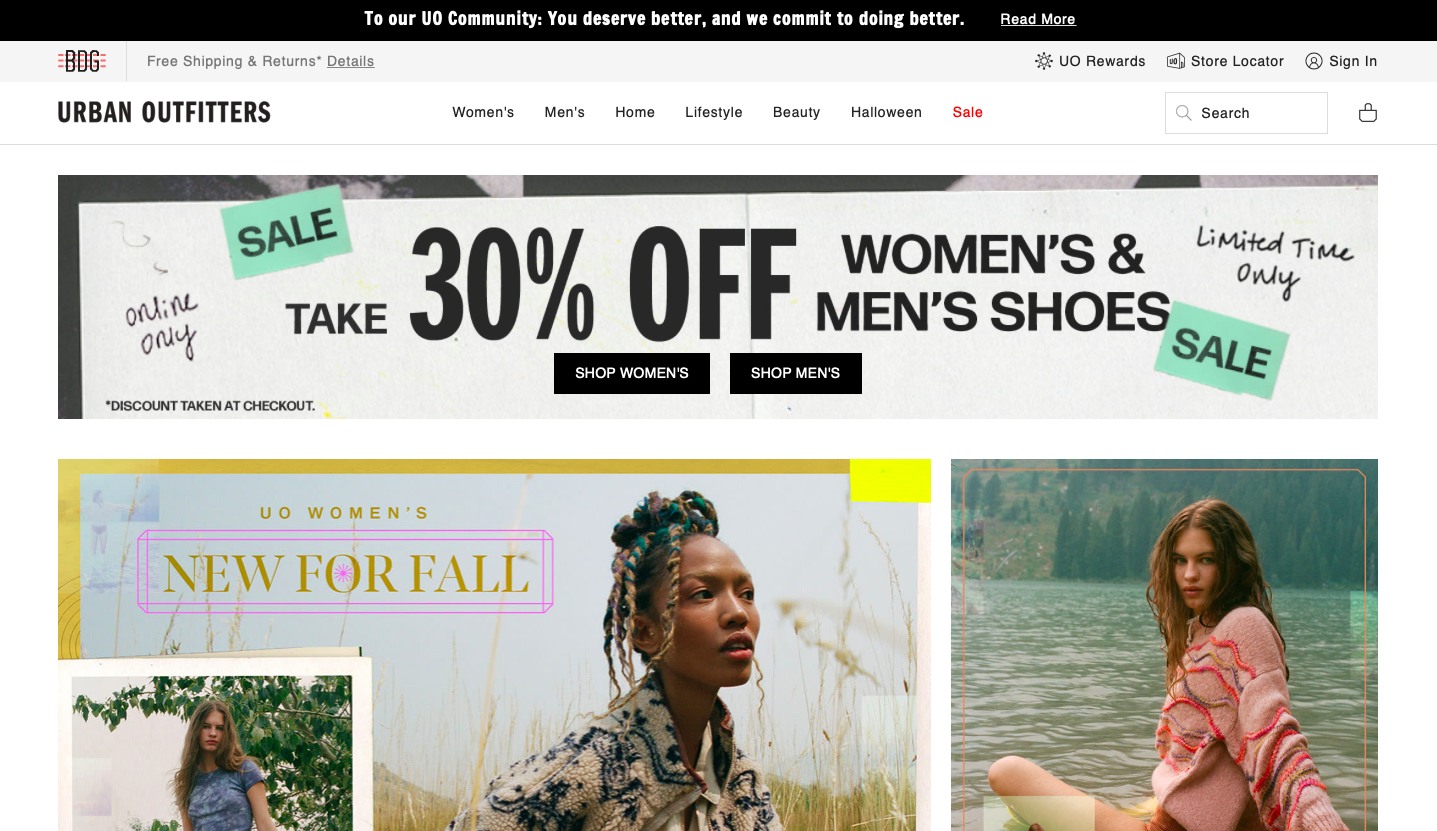 To our UO Community: You deserve better, and we commit to doing better. Read More
BDG Free Shipping & Returns* Details UO Rewards UO Store Locator Sign In
URBAN OUTFITTERS Women's Men's Home Lifestyle Beauty Halloween Sale Search
SALE
online
only
TAKE 30% OFF
WOMEN'S &
MEN'S SHOES
Limited Time
Only
SALE
SHOP WOMEN'S SHOP MEN'S
*DISCOUNT TAKEN AT CHECKOUT.
UO WOMEN'S
NEW FOR FALL